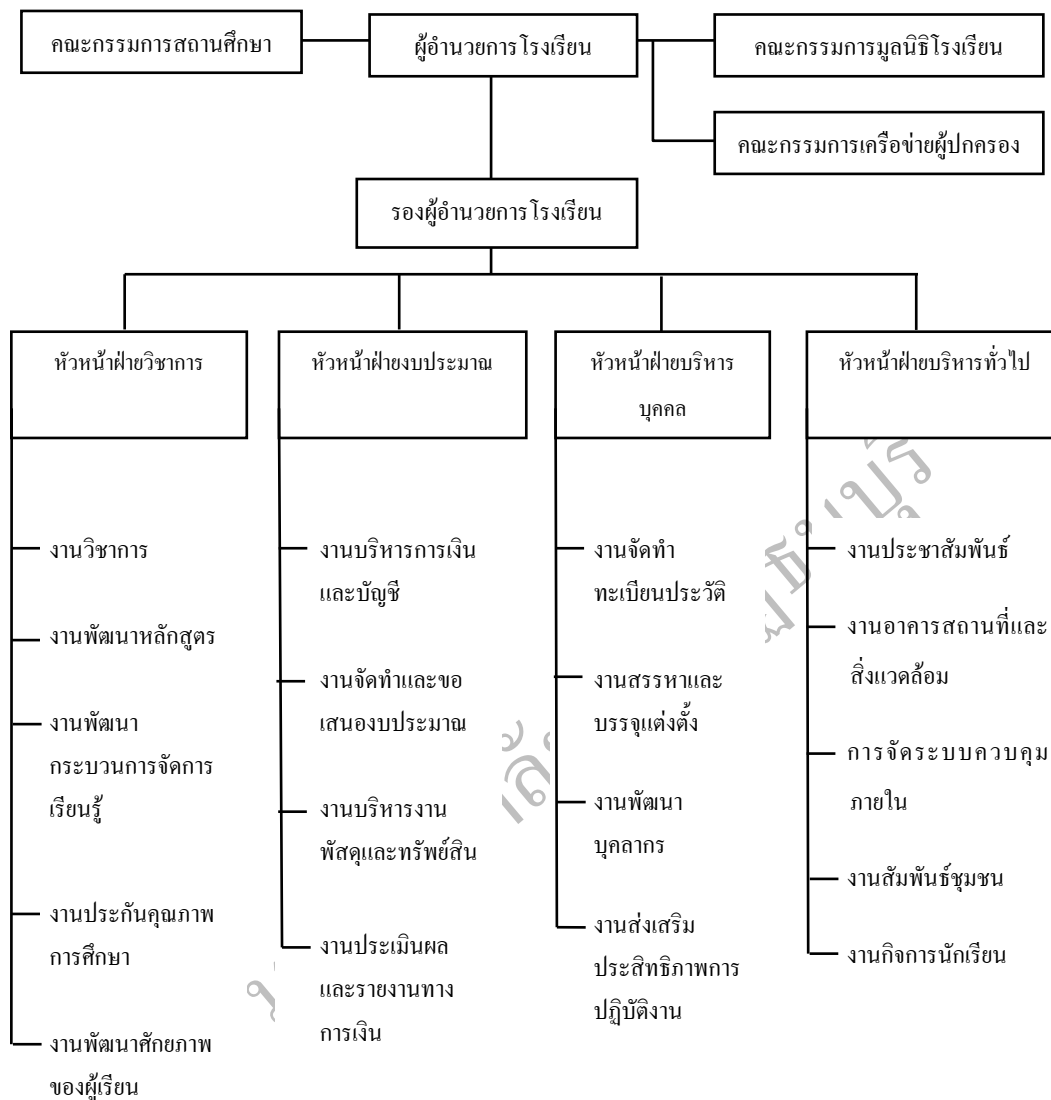 คณะกรรมการสถานศึกษา
ผู้อำนวยการโรงเรียน
คณะกรรมการมูลนิธิโรงเรียน
คณะกรรมการเครือข่ายผู้ปกครอง
รองผู้อำนวยการโรงเรียน
หัวหน้าฝ่ายวิชาการ
งานวิชาการ
งานพัฒนาหลักสูตร
งานพัฒนา
กระบวนการจัดการ
เรียนรู้
งานประกันคุณภาพ
การศึกษา
งานพัฒนาศักยภาพ
ของผู้เรียน
หัวหน้าฝ่ายงบประมาณ
งานบริหารการเงิน
และบัญชี
งานจัดทำและขอ
เสนองบประมาณ
งานบริหารงาน
พัสดุและทรัพย์สิน
งานประเมินผล
และรายงานทาง
การเงิน
หัวหน้าฝ่ายบริหาร
บุคคล
งานจัดทำ
ทะเบียนประวัติ
งานสรรหาและ
บรรจุแต่งตั้ง
งานพัฒนา
บุคลากร
งานส่งเสริม
ประสิทธิภาพการ
ปฏิบัติงาน
หัวหน้าฝ่ายบริหารทั่วไป
งานประชาสัมพันธ์
งานอาคารสถานที่และ
สิ่งแวดล้อม
การจัดระบบควบคุม
ภายใน
งานสัมพันธ์ชุมชน
งานกิจการนักเรียน